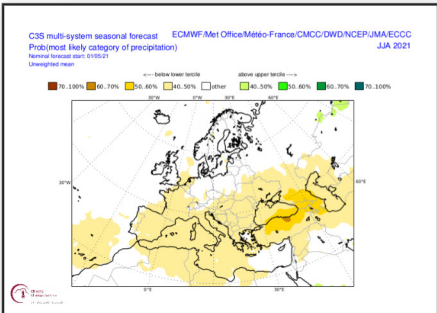 C3S multi-system seasonal forecast ECMWF/Met Office/Météo-France/CMCC/DWD/NCEP/JMA/ECCC
Prob(most likely category of precipitation) JJA 2021
Nominal forecast start: 01/05/21
Unweighted mean
<---- below lower tercile above upper tercile ---->
70..100% 60..70% 50..60% 40..50% other 40..50% 50..60% 60..70% 70..100%
30°W 0°E 30°E 60°E
30°W 60°E
0°E 30°E